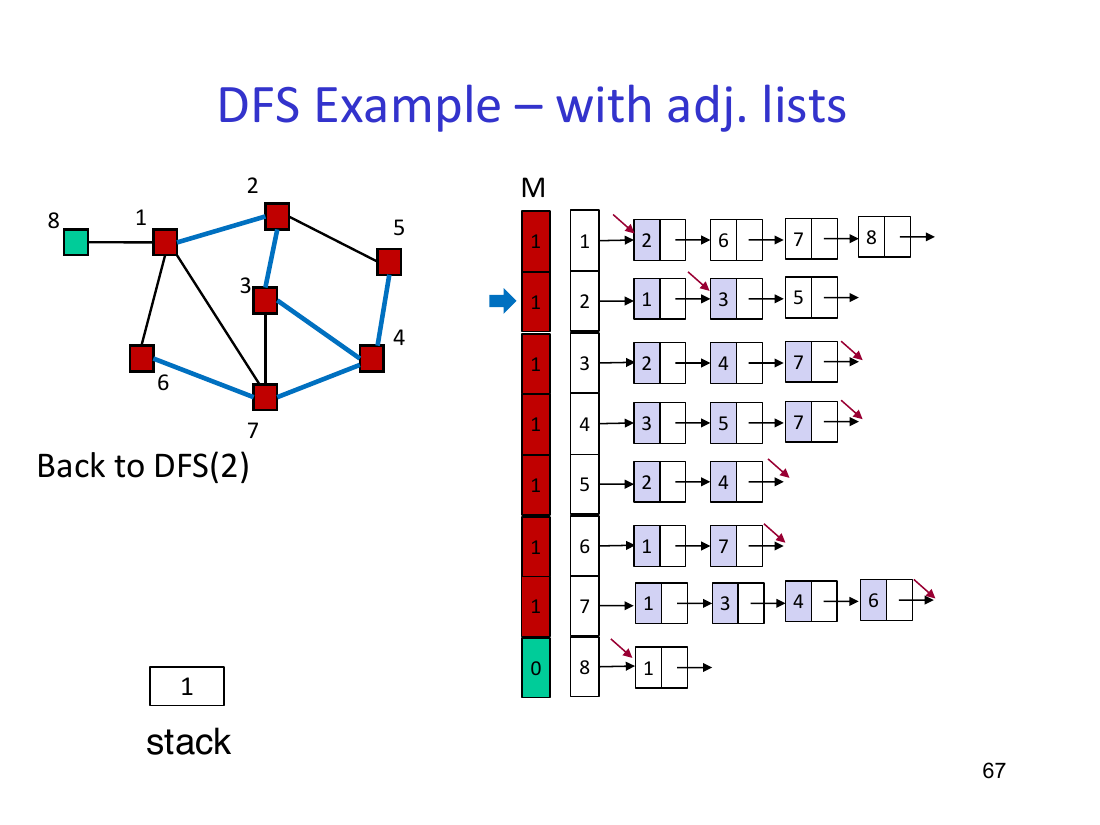 DFS Example – with adj. lists
M
2
8
1
5
3
4
6
7
Back to DFS(2)
1 1 2 6 7 8
1 2 1 3 5
1 3 2 4 7
1 4 3 5 7
1 5 2 4
1 6 1 7
1 7 1 3 4 6
0 8 1
1
stack
67